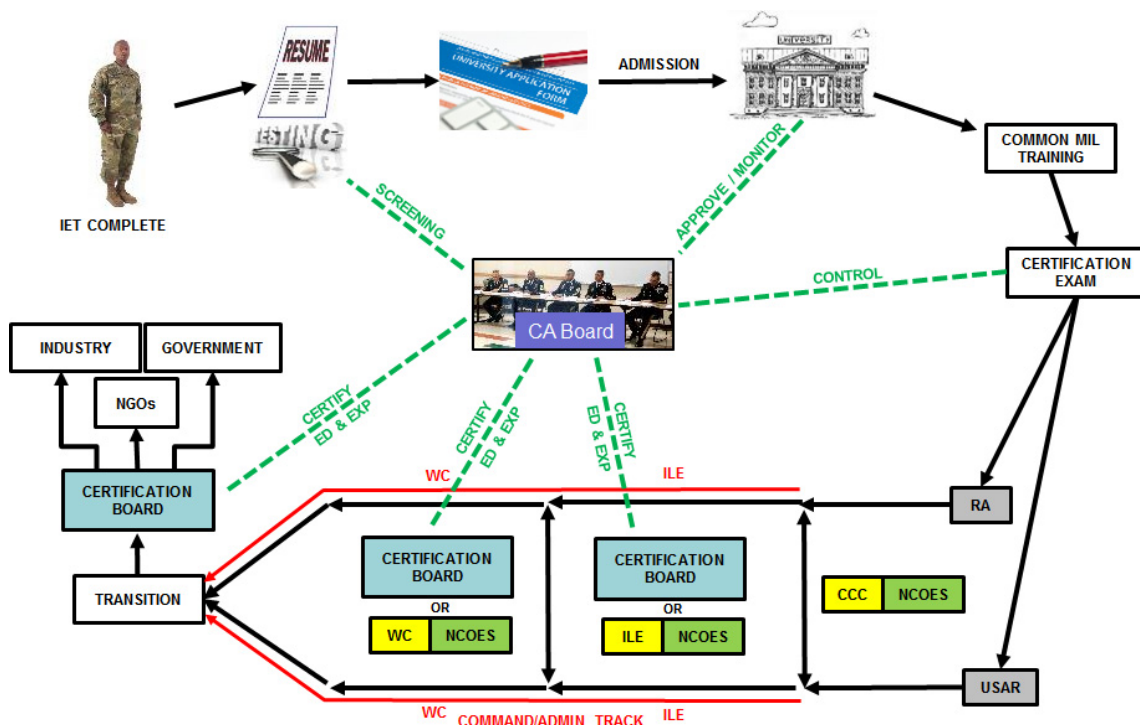 RESUME
TESTING
UNIVERSITY APPLICATION
FORM
ADMISSION
UNIVERSITY
IET COMPLETE
COMMON MIL
TRAINING
SCREENING
APPROVE / MONITOR
CERTIFICATION
EXAM
CONTROL
CA Board
INDUSTRY
GOVERNMENT
NGOs
CERTIFY
ED & EXP
CERTIFY
ED & EXP
CERTIFY
ED & EXP
CERTIFICATION
BOARD
WC
ILE
RA
CERTIFICATION
BOARD
OR
WC
NCOES
CERTIFICATION
BOARD
OR
ILE
NCOES
CCC
NCOES
TRANSITION
USAR
WC
COMMAND/ADMIN TRACK
ILE